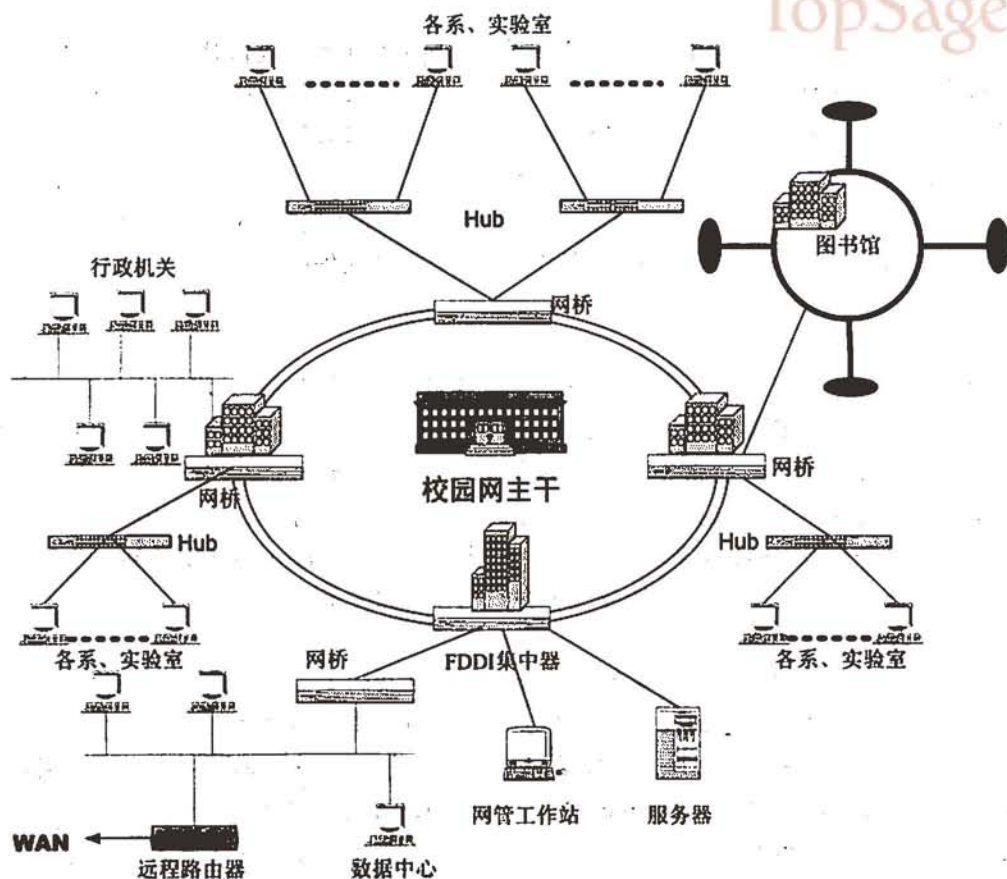 TopSage
各系、实验室
Hub
图书馆
行政机关
网桥
校园网主干
网桥
网桥
Hub
Hub
各系、实验室
网桥
FDDI集中器
各系、实验室
网管工作站
服务器
WAN
远程路由器
数据中心